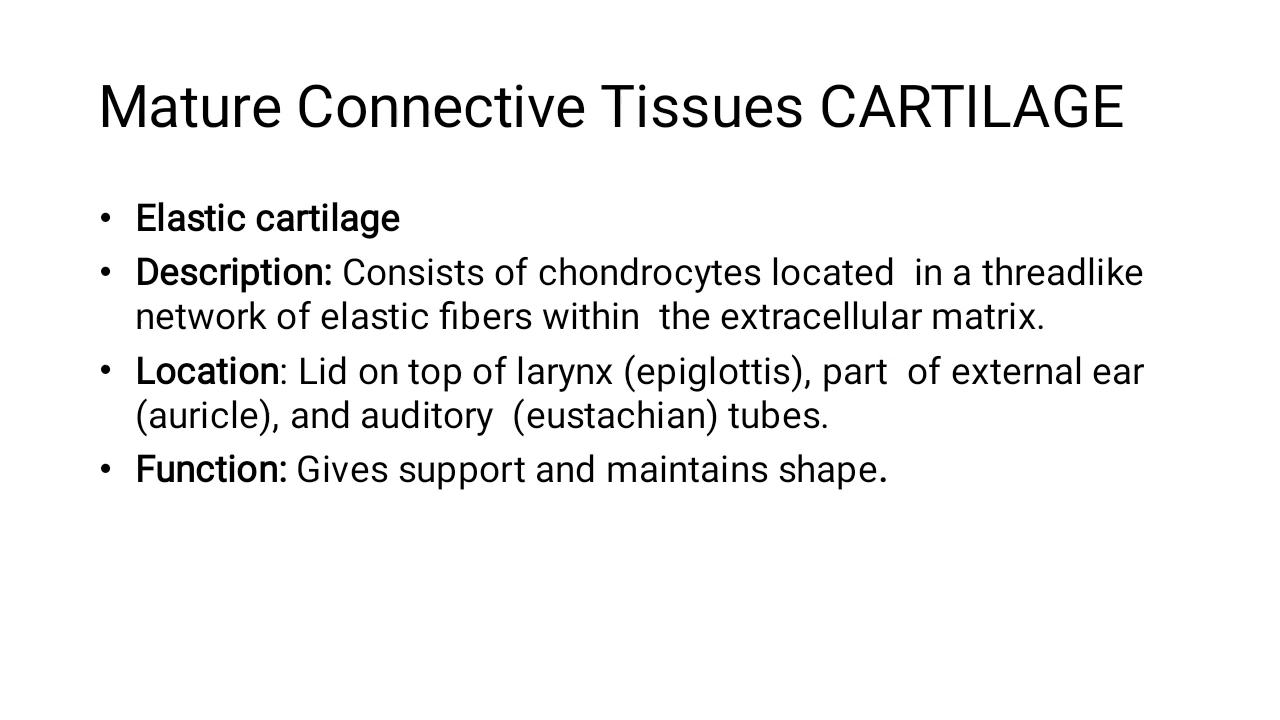 Mature Connective Tissues CARTILAGE
• Elastic cartilage
• Description: Consists of chondrocytes located  in a threadlike
network of elastic fibers within  the extracellular matrix.
• Location: Lid on top of larynx (epiglottis), part  of external ear
(auricle), and auditory  (eustachian) tubes.
• Function: Gives support and maintains shape.